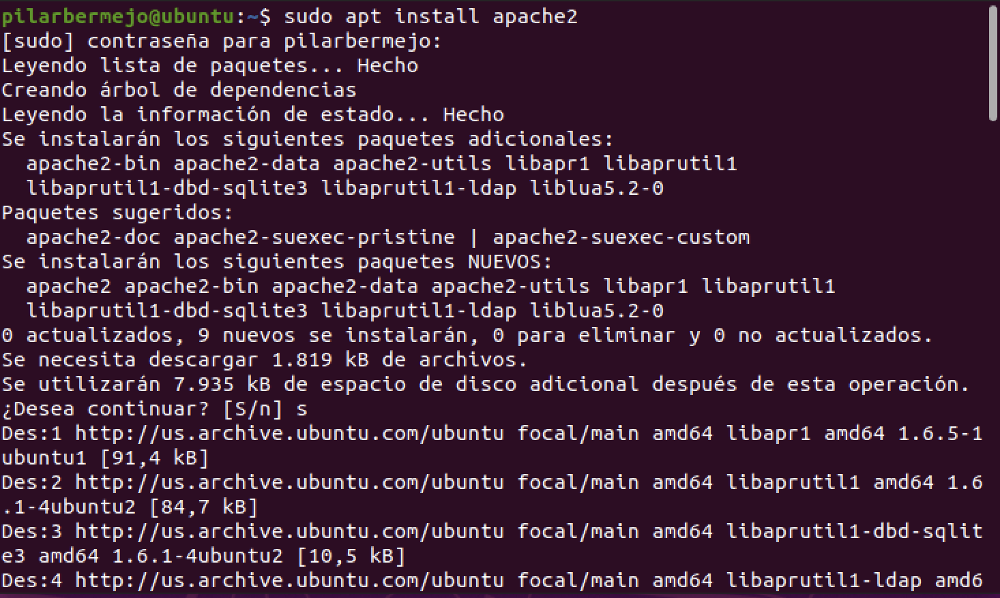 pilarbermejo@ubuntu:~$ sudo apt install apache2
[sudo] contraseña para pilarbermejo:
Leyendo lista de paquetes... Hecho
Creando árbol de dependencias
Leyendo la información de estado... Hecho
Se instalarán los siguientes paquetes adicionales:
  apache2-bin apache2-data apache2-utils libapr1 libaprutil1
  libaprutil1-dbd-sqlite3 libaprutil1-ldap liblua5.2-0
Paquetes sugeridos:
  apache2-doc apache2-suexec-pristine | apache2-suexec-custom
Se instalarán los siguientes paquetes NUEVOS:
  apache2 apache2-bin apache2-data apache2-utils libapr1 libaprutil1
  libaprutil1-dbd-sqlite3 libaprutil1-ldap liblua5.2-0
0 actualizados, 9 nuevos se instalarán, 0 para eliminar y 0 no actualizados.
Se necesita descargar 1.819 kB de archivos.
Se utilizarán 7.935 kB de espacio de disco adicional después de esta operación.
¿Desea continuar? [S/n] s
Des:1 http://us.archive.ubuntu.com/ubuntu focal/main amd64 libapr1 amd64 1.6.5-1
ubuntu1 [91,4 kB]
Des:2 http://us.archive.ubuntu.com/ubuntu focal/main amd64 libaprutil1 amd64 1.6
.1-4ubuntu2 [84,7 kB]
Des:3 http://us.archive.ubuntu.com/ubuntu focal/main amd64 libaprutil1-dbd-sqlit
e3 amd64 1.6.1-4ubuntu2 [10,5 kB]
Des:4 http://us.archive.ubuntu.com/ubuntu focal/main amd64 libaprutil1-ldap amd6